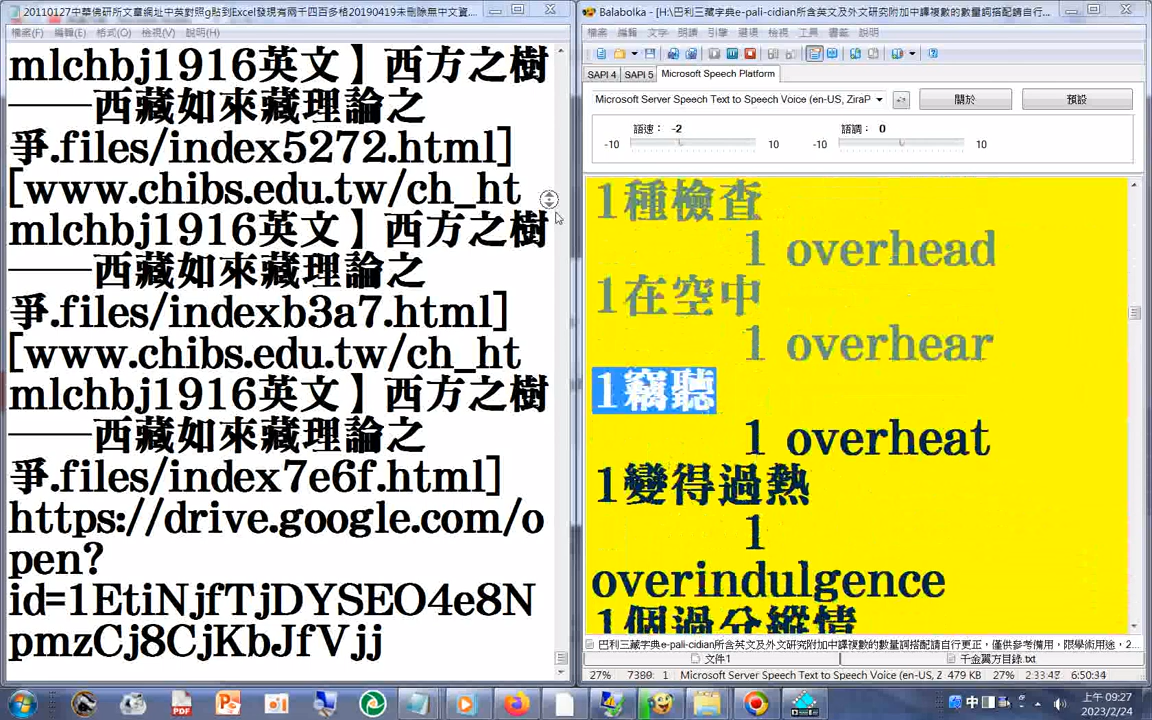 20110127中華佛研所文章網址中英對照g貼到Excel發現有兩千四百多格20190419未刪除無中文資...
檔案(F) 編輯(E) 格式(O) 檢視(V) 說明(H)
mlchbj1916英文】西方之樹
——西藏如來藏理論之
爭.files/index5272.html]
[www.chibs.edu.tw/ch_ht
mlchbj1916英文】西方之樹
——西藏如來藏理論之
爭.files/indexb3a7.html]
[www.chibs.edu.tw/ch_ht
mlchbj1916英文】西方之樹
——西藏如來藏理論之
爭.files/index7e6f.html]
https://drive.google.com/o
pen?
id=1EtiNjfTjDYSEO4e8N
pmzCj8CjKbJfVjj
Balabolka - [H:\巴利三藏字典e-pali-cidian所含英文及外文研究附加中譯複數的數量詞搭配請自行...
檔案 編輯 文字 朗讀 引擎 選項 檢視 工具 書籤 說明
SAPI 4 SAPI 5 Microsoft Speech Platform
Microsoft Server Speech Text to Speech Voice (en-US, ZiraP 關於 預設
語速： -2 語調： 0
-10 10 -10 10
1種檢查
1 overhead
1在空中
1 overhear
1竊聽
1 overheat
1變得過熱
1
overindulgence
1個過分縱情
巴利三藏字典e-pali-cidian所含英文及外文研究附加中譯複數的數量詞搭配請自行更正，僅供參考備用，限學術用途，2...
文件1 千金翼方目錄.txt
27% 7389: 1 Microsoft Server Speech Text to Speech Voice (en-U 479 KB 27% 2:33:48 6:50:34
中
上午 09:27
2023/2/24